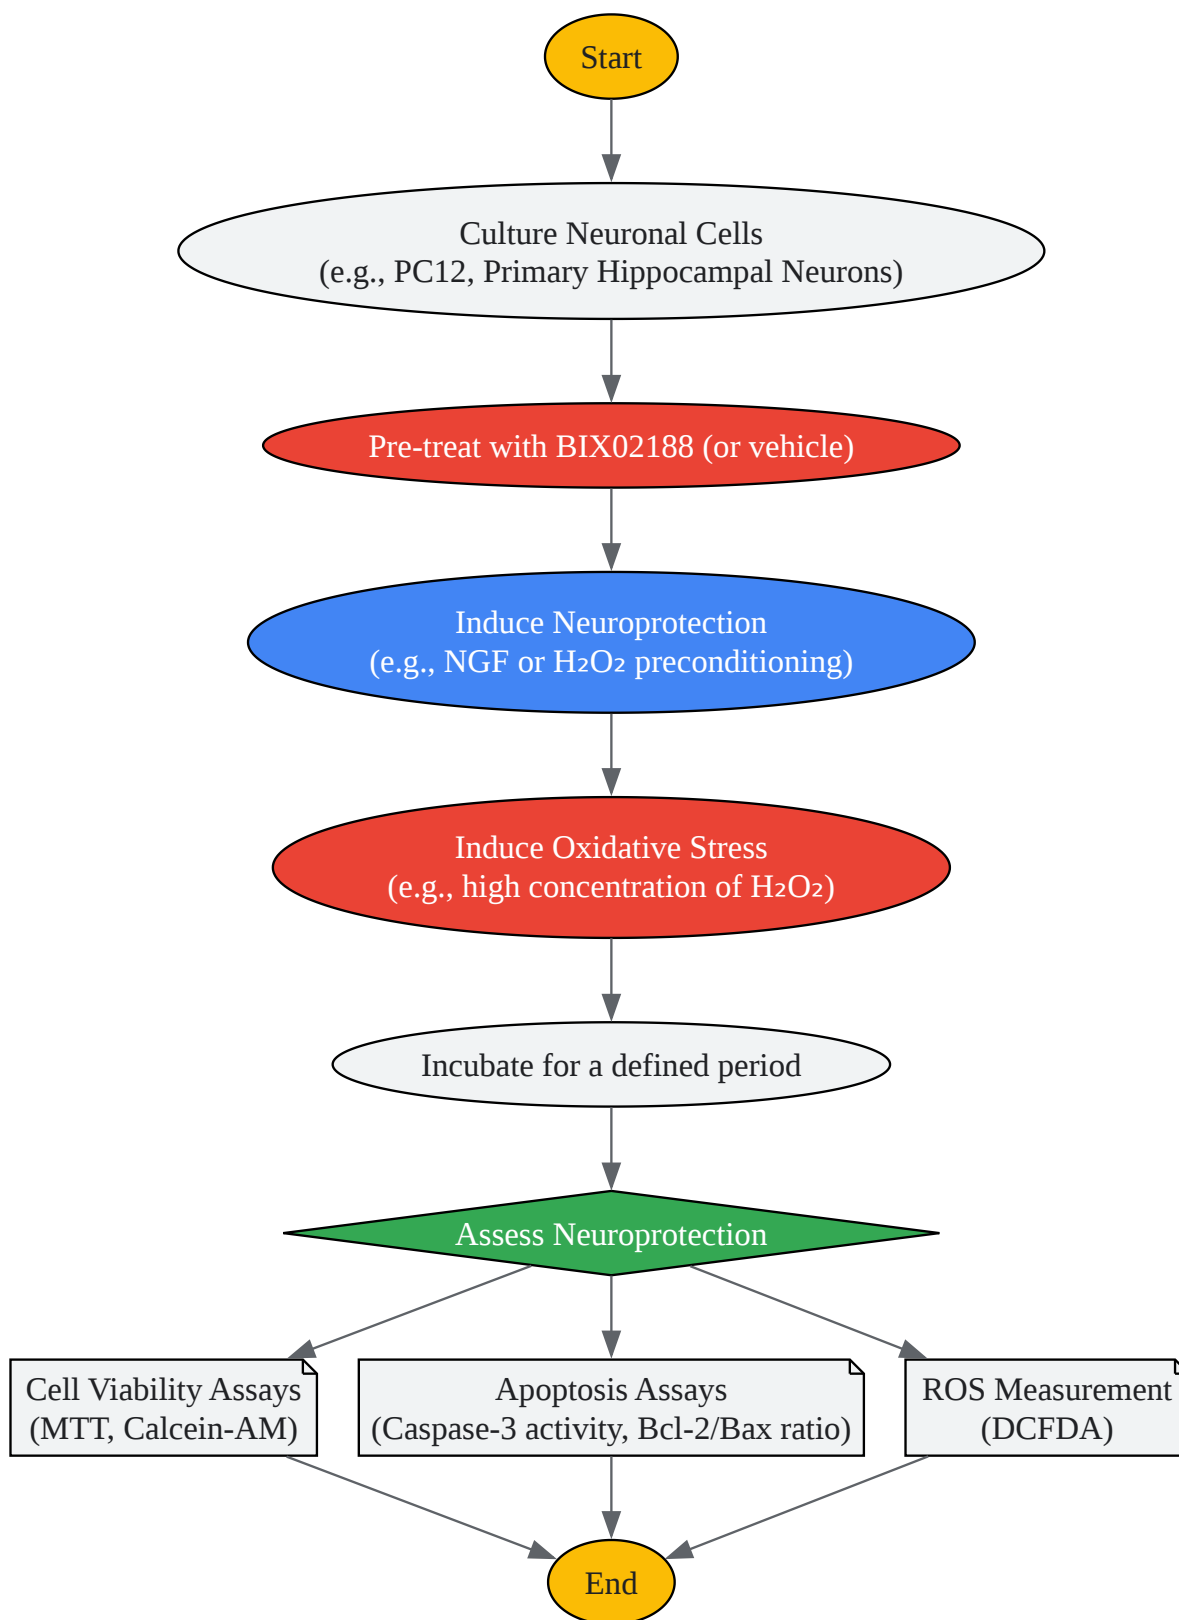 Start
Culture Neuronal Cells
(e.g., PC12, Primary Hippocampal Neurons)
Pre-treat with BIX02188 (or vehicle)
Induce Neuroprotection
(e.g., NGF or H₂O₂ preconditioning)
Induce Oxidative Stress
(e.g., high concentration of H₂O₂)
Incubate for a defined period
Assess Neuroprotection
Cell Viability Assays
(MTT, Calcein-AM)
Apoptosis Assays
(Caspase-3 activity, Bcl-2/Bax ratio)
ROS Measurement
(DCFDA)
End